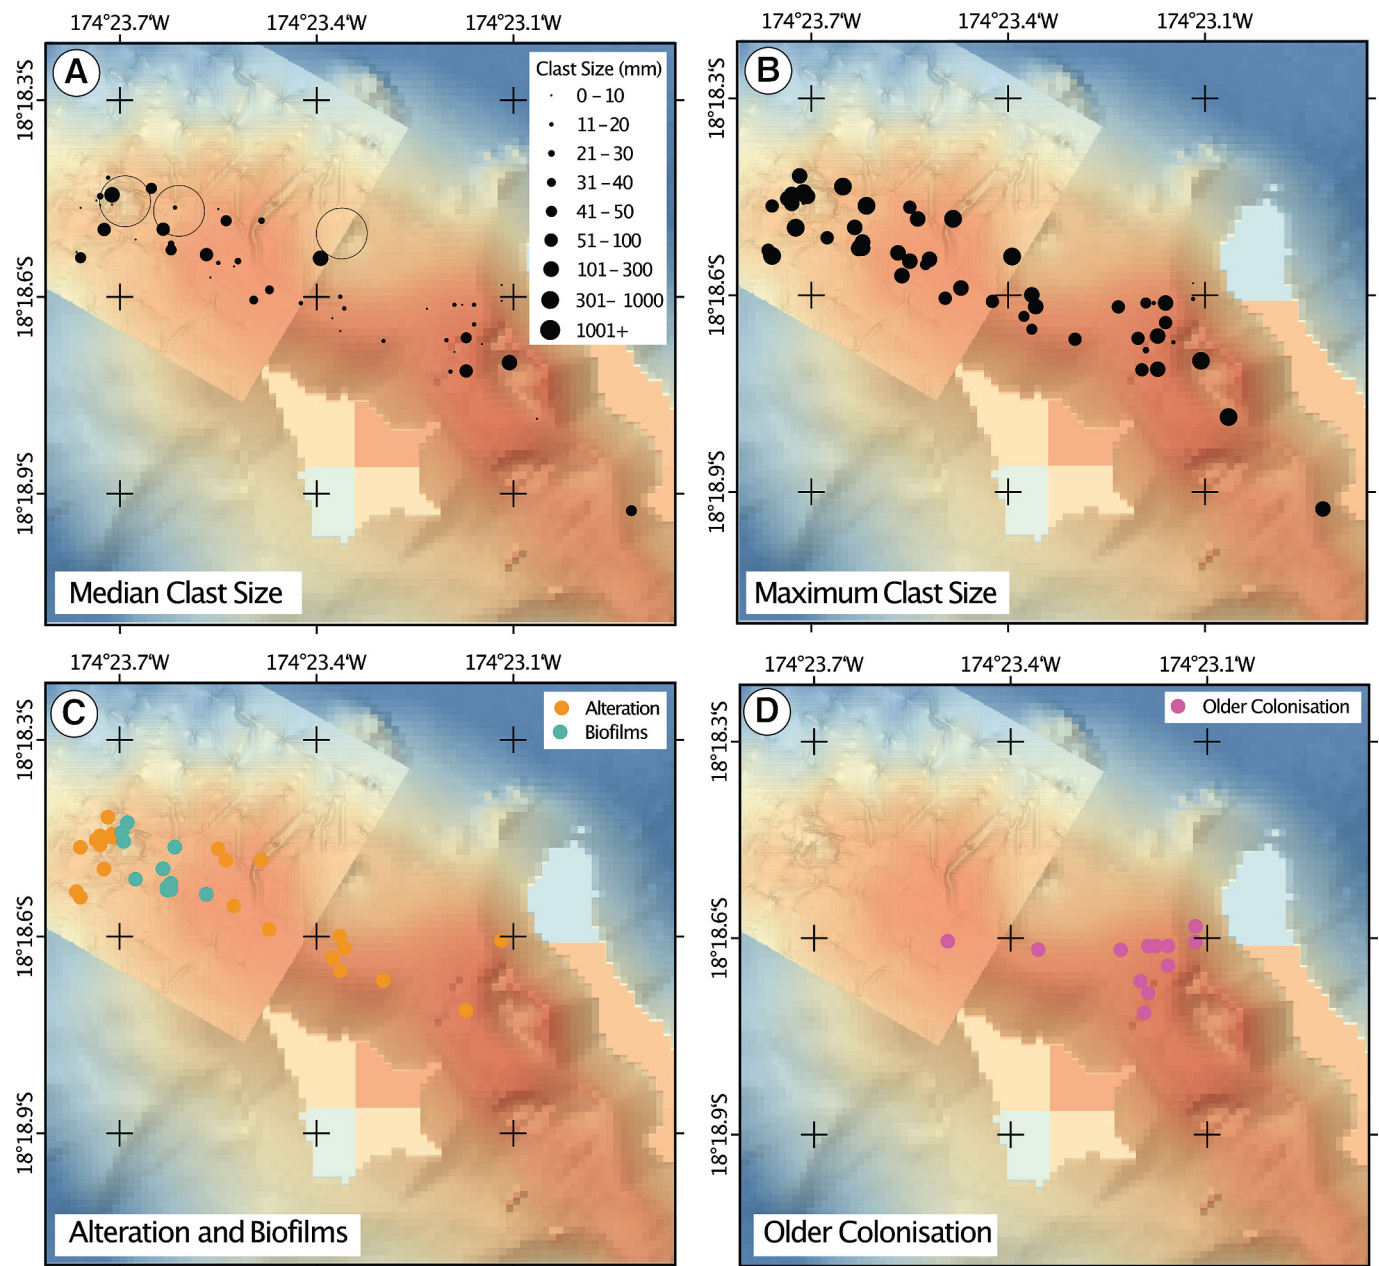 174°23.7'W 174°23.4'W 174°23.1'W
18°18.3'S
18°18.6'S
18°18.9'S
A
Clast Size (mm)
0 – 10
11 – 20
21 – 30
31 – 40
41 – 50
51 – 100
101 – 300
301 – 1000
1001+
Median Clast Size
174°23.7'W 174°23.4'W 174°23.1'W
18°18.3'S
18°18.6'S
18°18.9'S
B
Maximum Clast Size
174°23.7'W 174°23.4'W 174°23.1'W
18°18.3'S
18°18.6'S
18°18.9'S
C
Alteration
Biofilms
Alteration and Biofilms
174°23.7'W 174°23.4'W 174°23.1'W
18°18.3'S
18°18.6'S
18°18.9'S
D
Older Colonisation
Older Colonisation